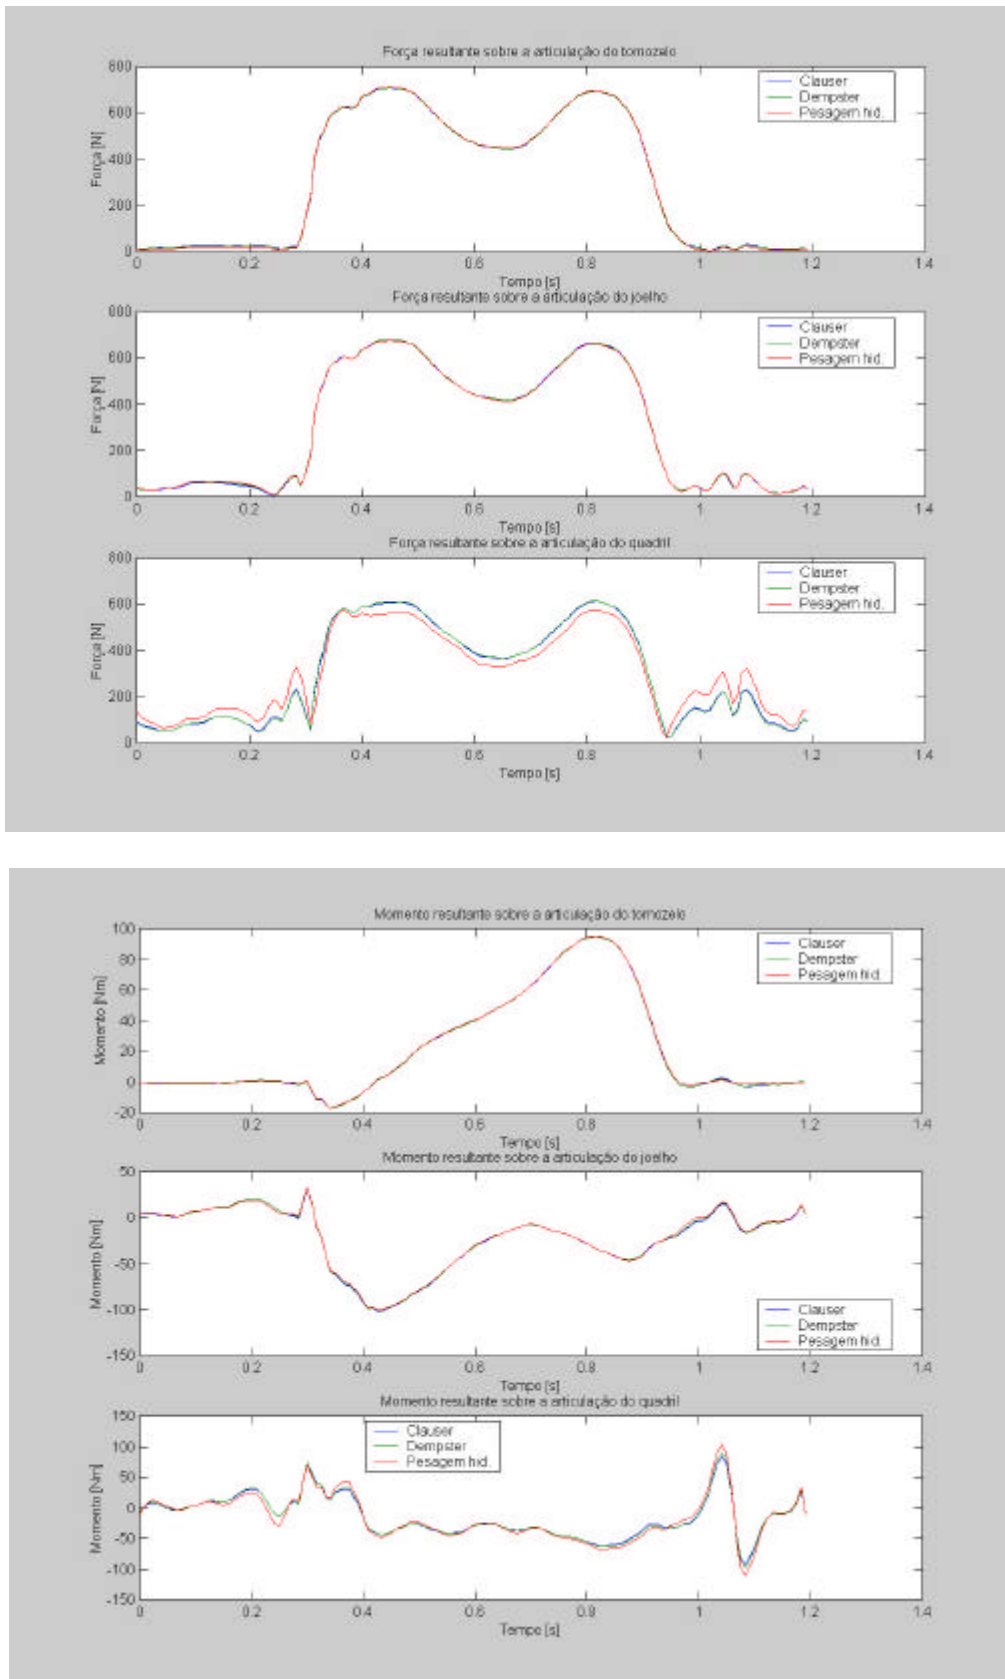 Força resultante sobre a articulação do tornozelo
800
600
400
200
0
Força [N]
Clauser
Dempster
Pesagem hid.
0 0.2 0.4 0.6 0.8 1 1.2 1.4
Tempo [s]
Força resultante sobre a articulação do joelho
800
600
400
200
0
Força [N]
Clauser
Dempster
Pesagem hid.
0 0.2 0.4 0.6 0.8 1 1.2 1.4
Tempo [s]
Força resultante sobre a articulação do quadril
800
600
400
200
0
Força [N]
Clauser
Dempster
Pesagem hid.
0 0.2 0.4 0.6 0.8 1 1.2 1.4
Tempo [s]
Momento resultante sobre a articulação do tornozelo
100
80
60
40
20
0
-20
Momento [Nm]
Clauser
Dempster
Pesagem hid.
0 0.2 0.4 0.6 0.8 1 1.2 1.4
Tempo [s]
Momento resultante sobre a articulação do joelho
50
0
-50
-100
-150
Momento [Nm]
Clauser
Dempster
Pesagem hid.
0 0.2 0.4 0.6 0.8 1 1.2 1.4
Tempo [s]
Momento resultante sobre a articulação do quadril
150
100
50
0
-50
-100
-150
Momento [Nm]
Clauser
Dempster
Pesagem hid.
0 0.2 0.4 0.6 0.8 1 1.2 1.4
Tempo [s]